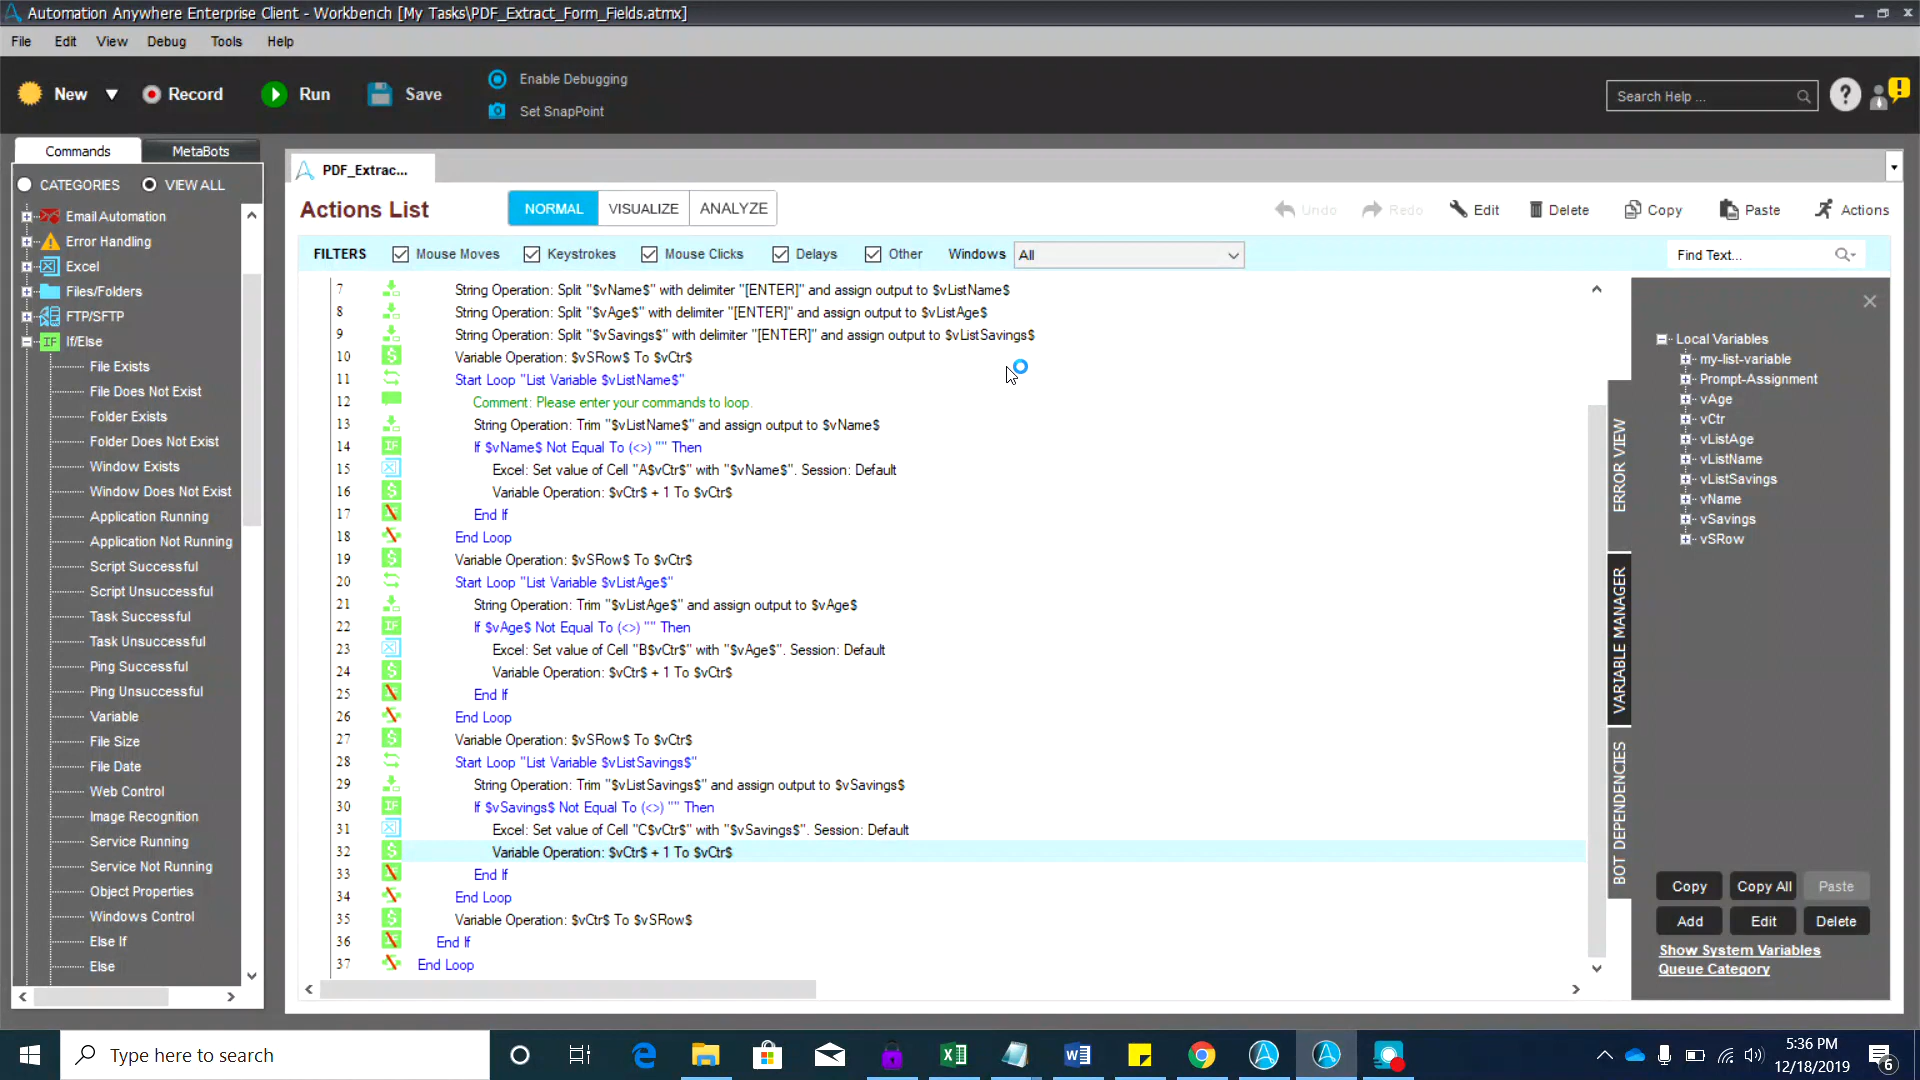 Automation Anywhere Enterprise Client - Workbench [My Tasks\PDF_Extract_Form_Fields.atmx]
File Edit View Debug Tools Help
New Record Run Save
Enable Debugging
Set SnapPoint
Search Help ...
Commands MetaBots
CATEGORIES VIEW ALL
Email Automation
Error Handling
Excel
Files/Folders
FTP/SFTP
If/Else
File Exists
File Does Not Exist
Folder Exists
Folder Does Not Exist
Window Exists
Window Does Not Exist
Application Running
Application Not Running
Script Successful
Script Unsuccessful
Task Successful
Task Unsuccessful
Ping Successful
Ping Unsuccessful
Variable
File Size
File Date
Web Control
Image Recognition
Service Running
Service Not Running
Object Properties
Windows Control
Else If
Else
PDF_Extrac...
Actions List NORMAL VISUALIZE ANALYZE Undo Redo Edit Delete Copy Paste Actions
FILTERS Mouse Moves Keystrokes Mouse Clicks Delays Other Windows All Find Text...
7 String Operation: Split "$vName$" with delimiter "[ENTER]" and assign output to $vListName$
8 String Operation: Split "$vAge$" with delimiter "[ENTER]" and assign output to $vListAge$
9 String Operation: Split "$vSavings$" with delimiter "[ENTER]" and assign output to $vListSavings$
10 Variable Operation: $vSRow$ To $vCtr$
11 Start Loop "List Variable $vListName$"
12 Comment: Please enter your commands to loop.
13 String Operation: Trim "$vListName$" and assign output to $vName$
14 IF If $vName$ Not Equal To (<>) "" Then
15 Excel: Set value of Cell "A$vCtr$" with "$vName$". Session: Default
16 Variable Operation: $vCtr$ + 1 To $vCtr$
17 End If
18 End Loop
19 Variable Operation: $vSRow$ To $vCtr$
20 Start Loop "List Variable $vListAge$"
21 String Operation: Trim "$vListAge$" and assign output to $vAge$
22 IF If $vAge$ Not Equal To (<>) "" Then
23 Excel: Set value of Cell "B$vCtr$" with "$vAge$". Session: Default
24 Variable Operation: $vCtr$ + 1 To $vCtr$
25 End If
26 End Loop
27 Variable Operation: $vSRow$ To $vCtr$
28 Start Loop "List Variable $vListSavings$"
29 String Operation: Trim "$vListSavings$" and assign output to $vSavings$
30 IF If $vSavings$ Not Equal To (<>) "" Then
31 Excel: Set value of Cell "C$vCtr$" with "$vSavings$". Session: Default
32 Variable Operation: $vCtr$ + 1 To $vCtr$
33 End If
34 End Loop
35 Variable Operation: $vCtr$ To $vSRow$
36 End If
37 End Loop
ERROR VIEW
VARIABLE MANAGER
BOT DEPENDENCIES
Local Variables
my-list-variable
Prompt-Assignment
vAge
vCtr
vListAge
vListName
vListSavings
vName
vSavings
vSRow
Copy Copy All Paste
Add Edit Delete
Show System Variables
Queue Category
Type here to search
5:36 PM
12/18/2019
6